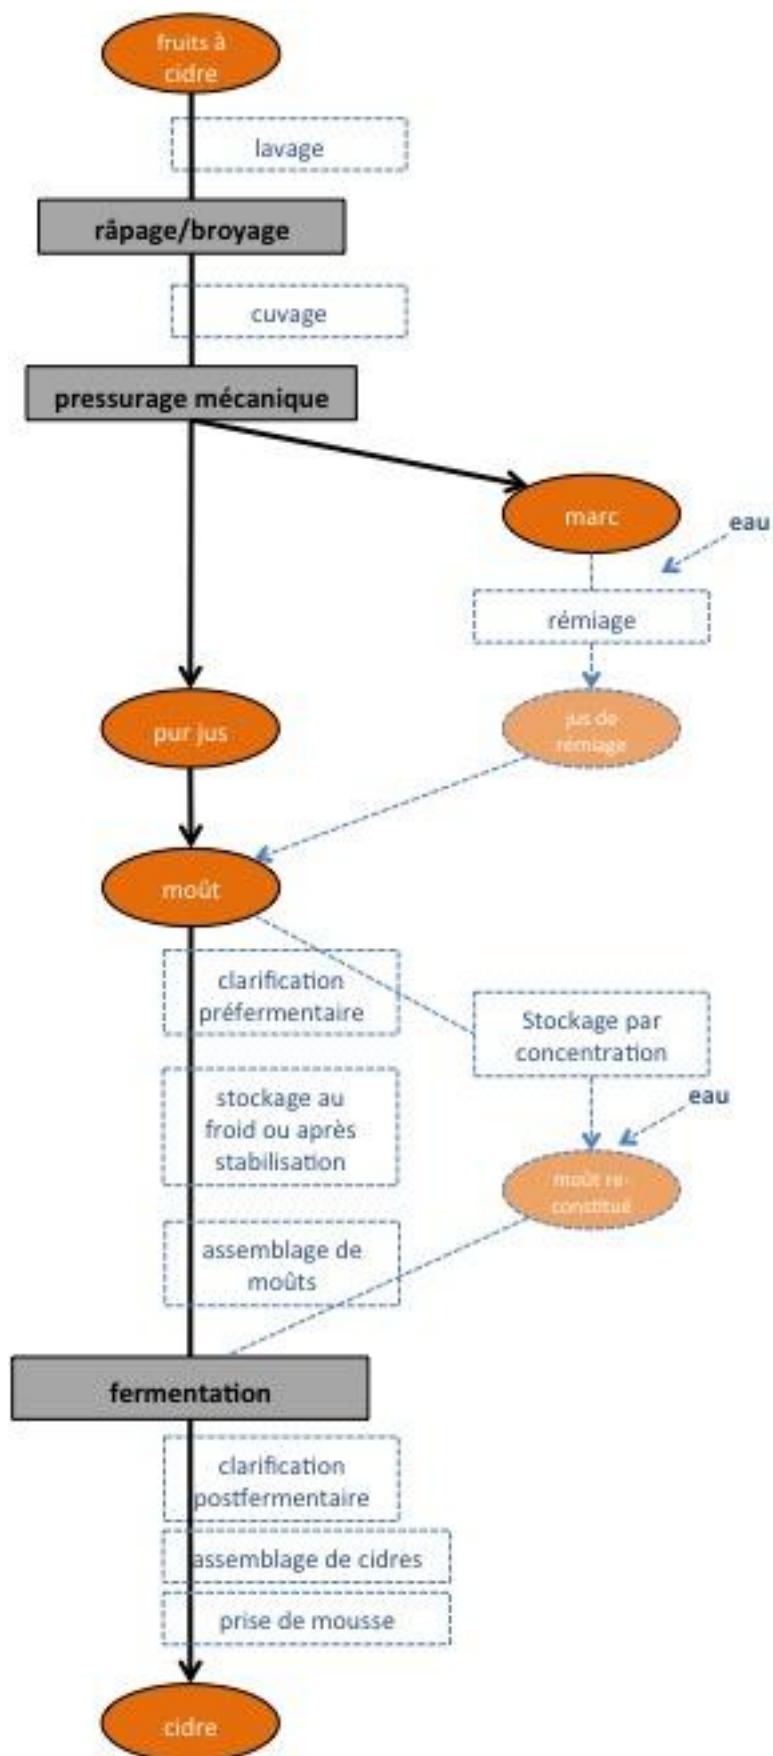 fruits à
cidre
lavage
râpage/broyage
cuvage
pressurage mécanique
marc
eau
rémiage
pur jus
jus de
rémiage
moût
clarification
préfermentaire
Stockage par
concentration
stockage au
froid ou après
stabilisation
eau
moût re-
constitué
assemblage de
moûts
fermentation
clarification
postfermentaire
assemblage de cidres
prise de mousse
cidre